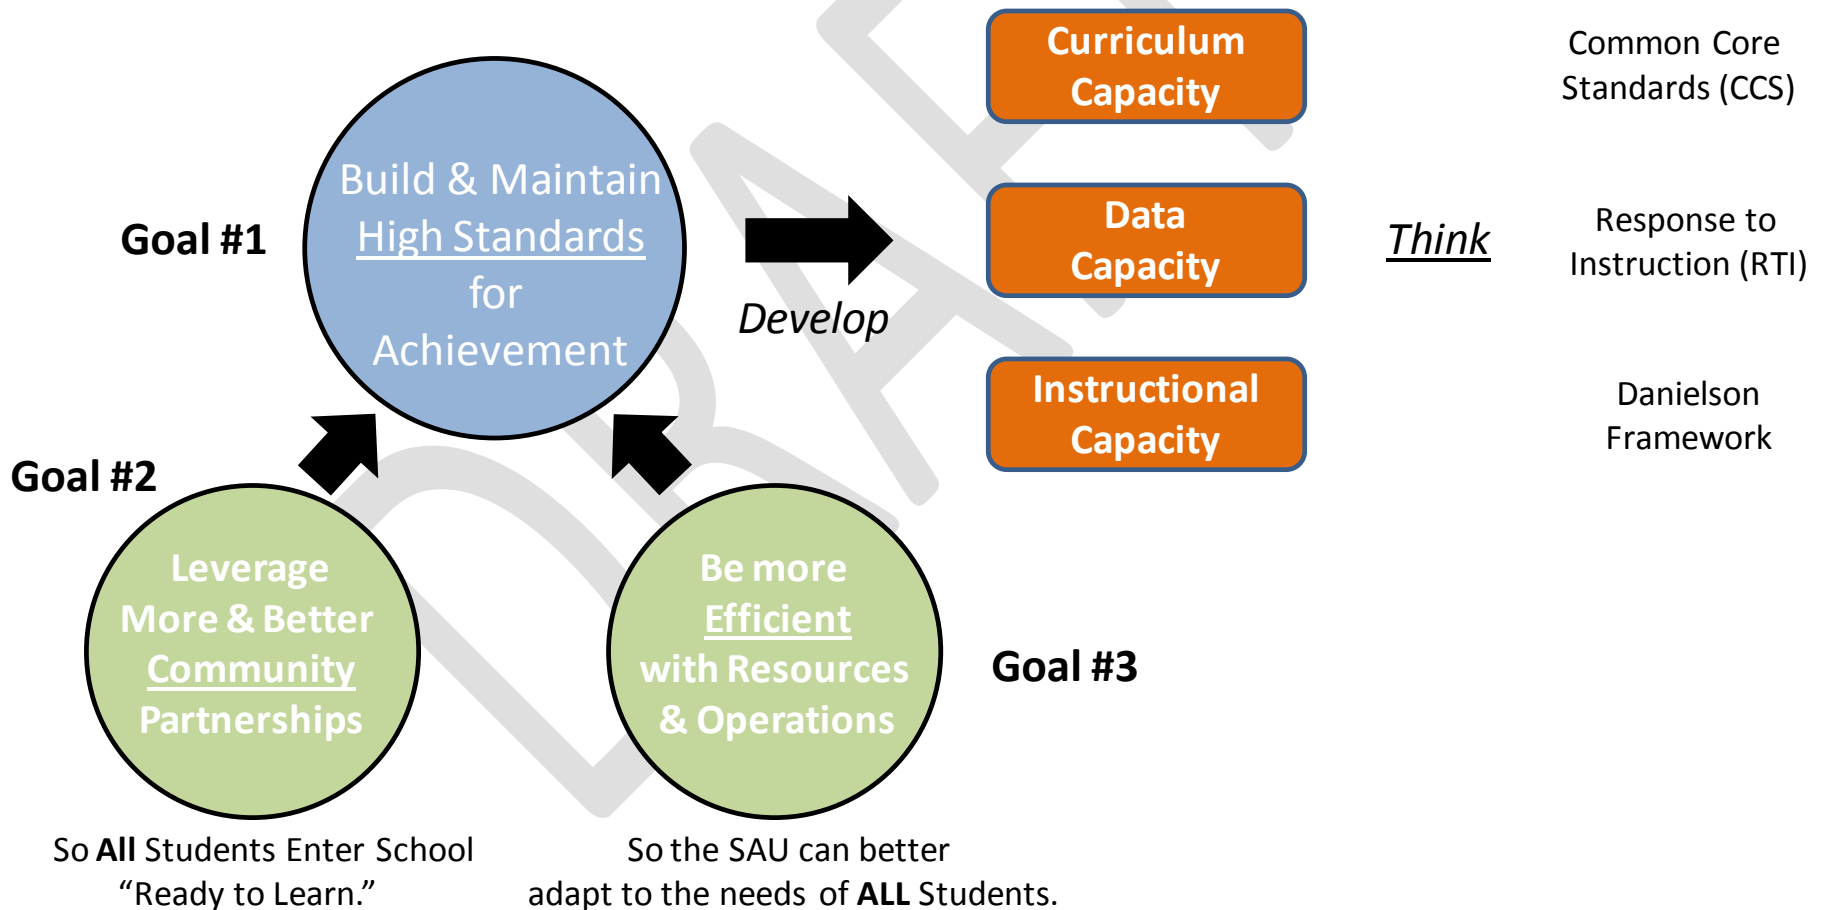 Goal #1
Build & Maintain
High Standards
for
Achievement
Develop
Curriculum
Capacity
Data
Capacity
Instructional
Capacity
Think
Common Core
Standards (CCS)
Response to
Instruction (RTI)
Danielson
Framework
Goal #2
Leverage
More & Better
Community
Partnerships
So All Students Enter School
“Ready to Learn.”
Be more
Efficient
with Resources
& Operations
Goal #3
So the SAU can better
adapt to the needs of ALL Students.
DRAF